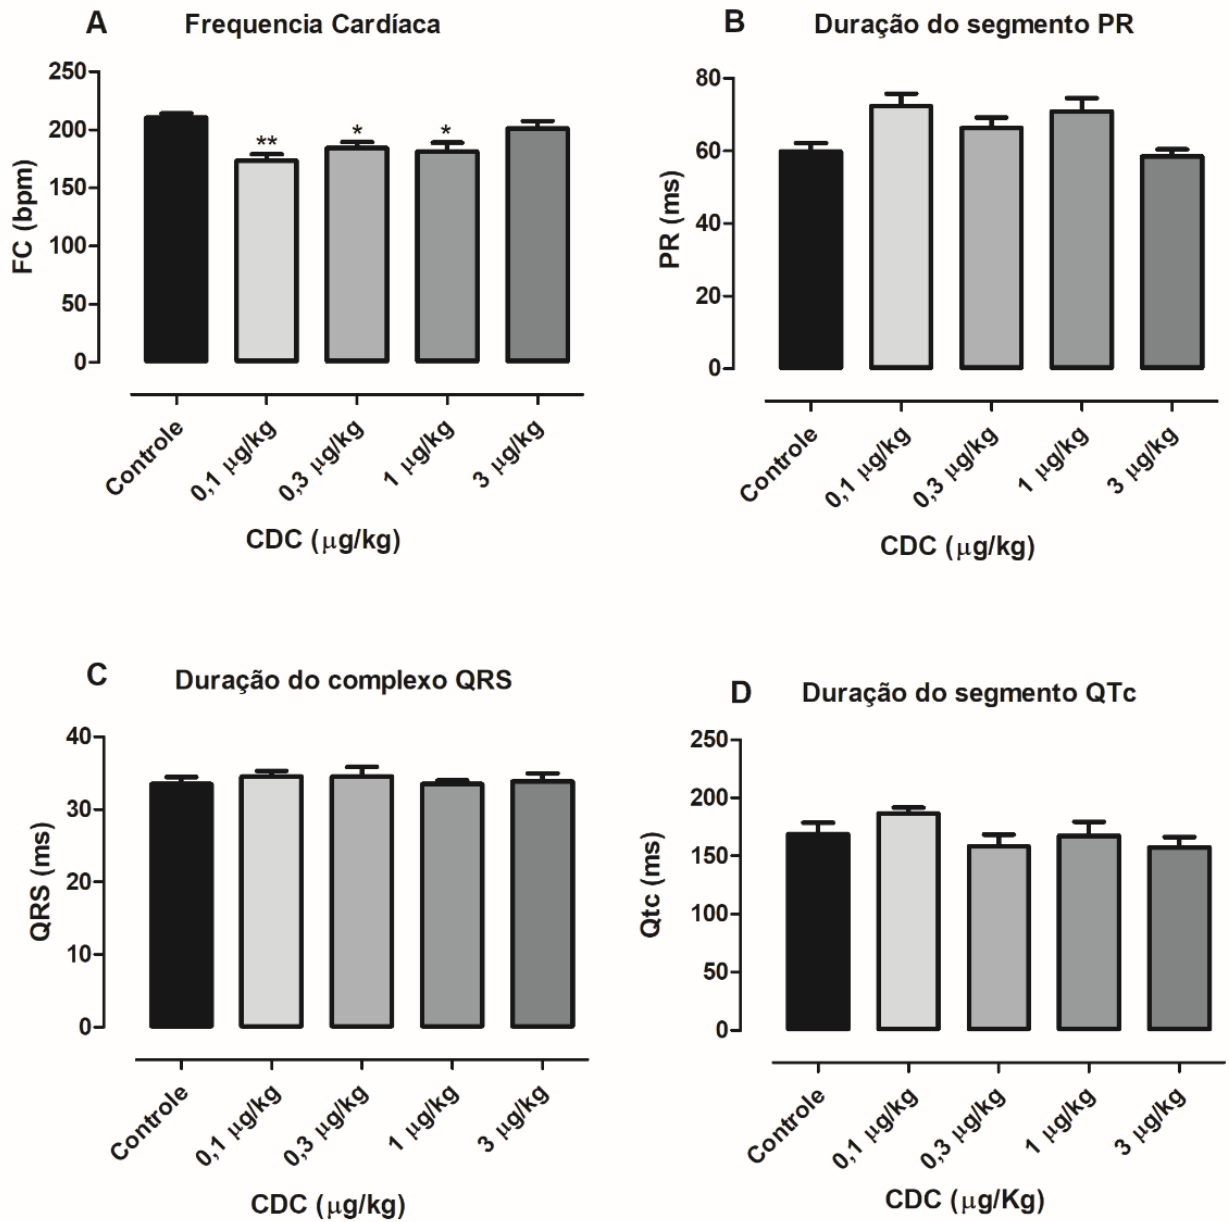 A Frequencia Cardíaca
FC (bpm)
250
200
150
100
50
0
**
*
*
Controle
0,1 µg/kg
0,3 µg/kg
1 µg/kg
3 µg/kg
CDC (µg/kg)
B Duração do segmento PR
PR (ms)
80
60
40
20
0
Controle
0,1 µg/kg
0,3 µg/kg
1 µg/kg
3 µg/kg
CDC (µg/kg)
C Duração do complexo QRS
QRS (ms)
40
30
20
10
0
Controle
0,1 µg/kg
0,3 µg/kg
1 µg/kg
3 µg/kg
CDC (µg/kg)
D Duração do segmento QTc
Qtc (ms)
250
200
150
100
50
0
Controle
0,1 µg/kg
0,3 µg/kg
1 µg/kg
3 µg/kg
CDC (µg/Kg)